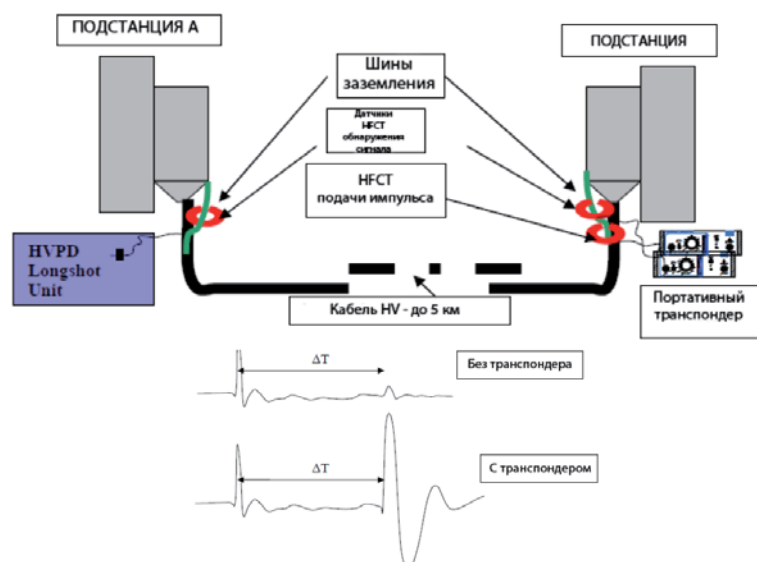 ПОДСТАНЦИЯ А
ПОДСТАНЦИЯ
Шины
заземления
Датчики
HFCT
обнаружения
сигнала
HFCT
подачи импульса
HVPD
Longshot
Unit
Кабель HV - до 5 км
Портативный
транспондер
ΔT
Без транспондера
ΔT
С транспондером